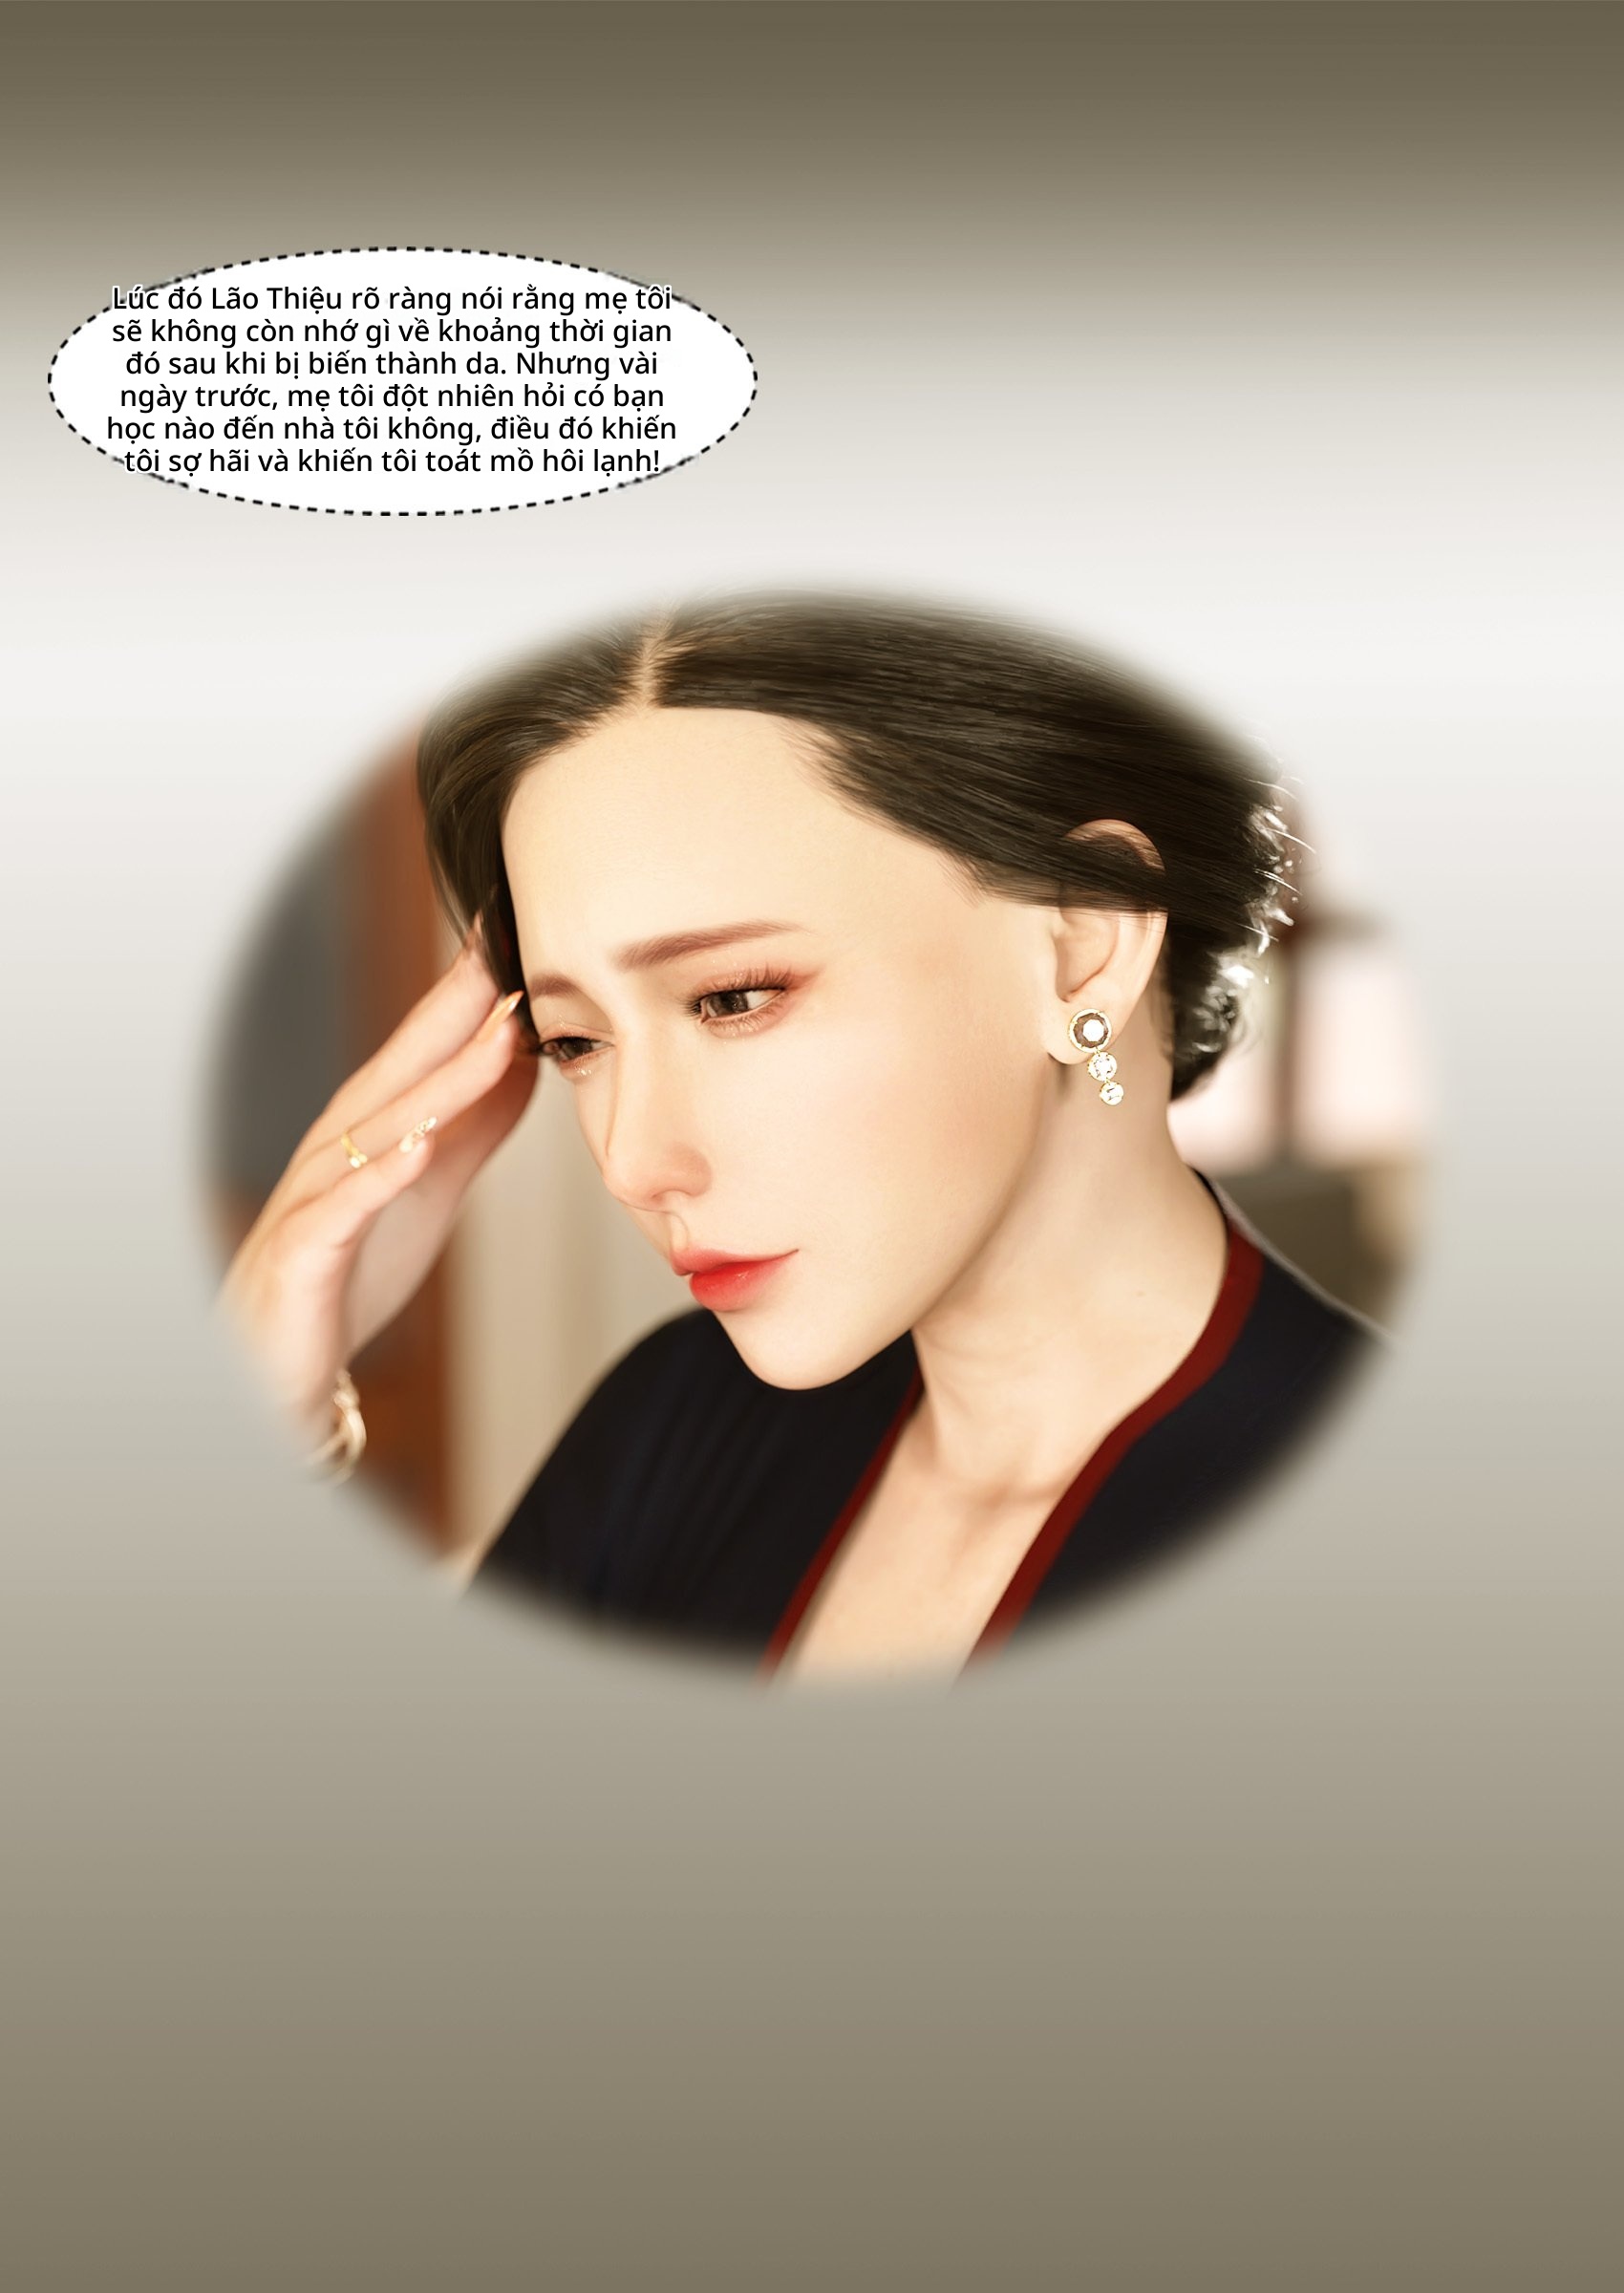 Lúc đó Lão Thiệu rõ ràng nói rằng mẹ tôi
sẽ không còn nhớ gì về khoảng thời gian
đó sau khi bị biến thành da. Nhưng vài
ngày trước, mẹ tôi đột nhiên hỏi có bạn
học nào đến nhà tôi không, điều đó khiến
tôi sợ hãi và khiến tôi toát mồ hôi lạnh!